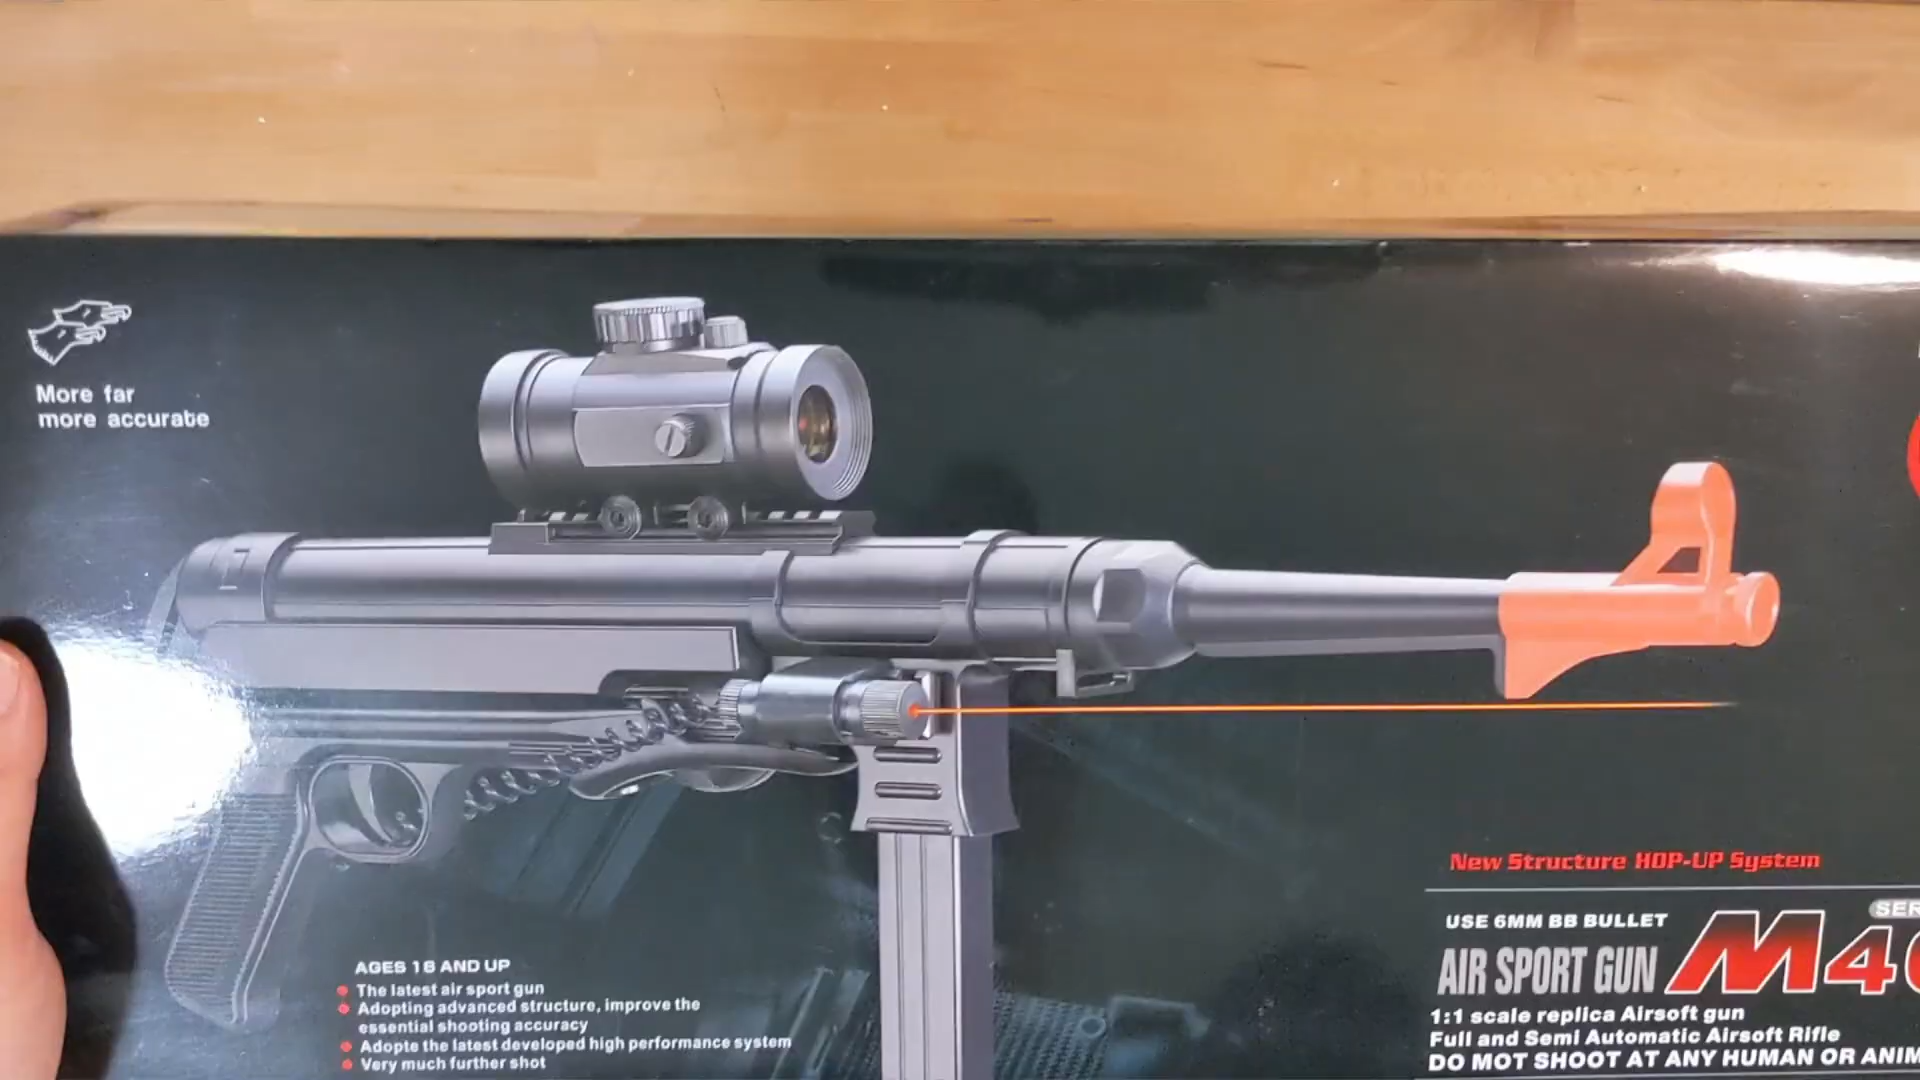 More far
more accurate
New Structure HOP-UP System
USE 6MM BB BULLET
AIR SPORT GUN M40
1:1 scale replica Airsoft gun
Full and Semi Automatic Airsoft Rifle
DO MOT SHOOT AT ANY HUMAN OR
AGES 18 AND UP
The latest air sport gun
Adopting advanced structure, improve the
essential shooting accuracy
Adopte the latest developed high performance system
Very much further shot